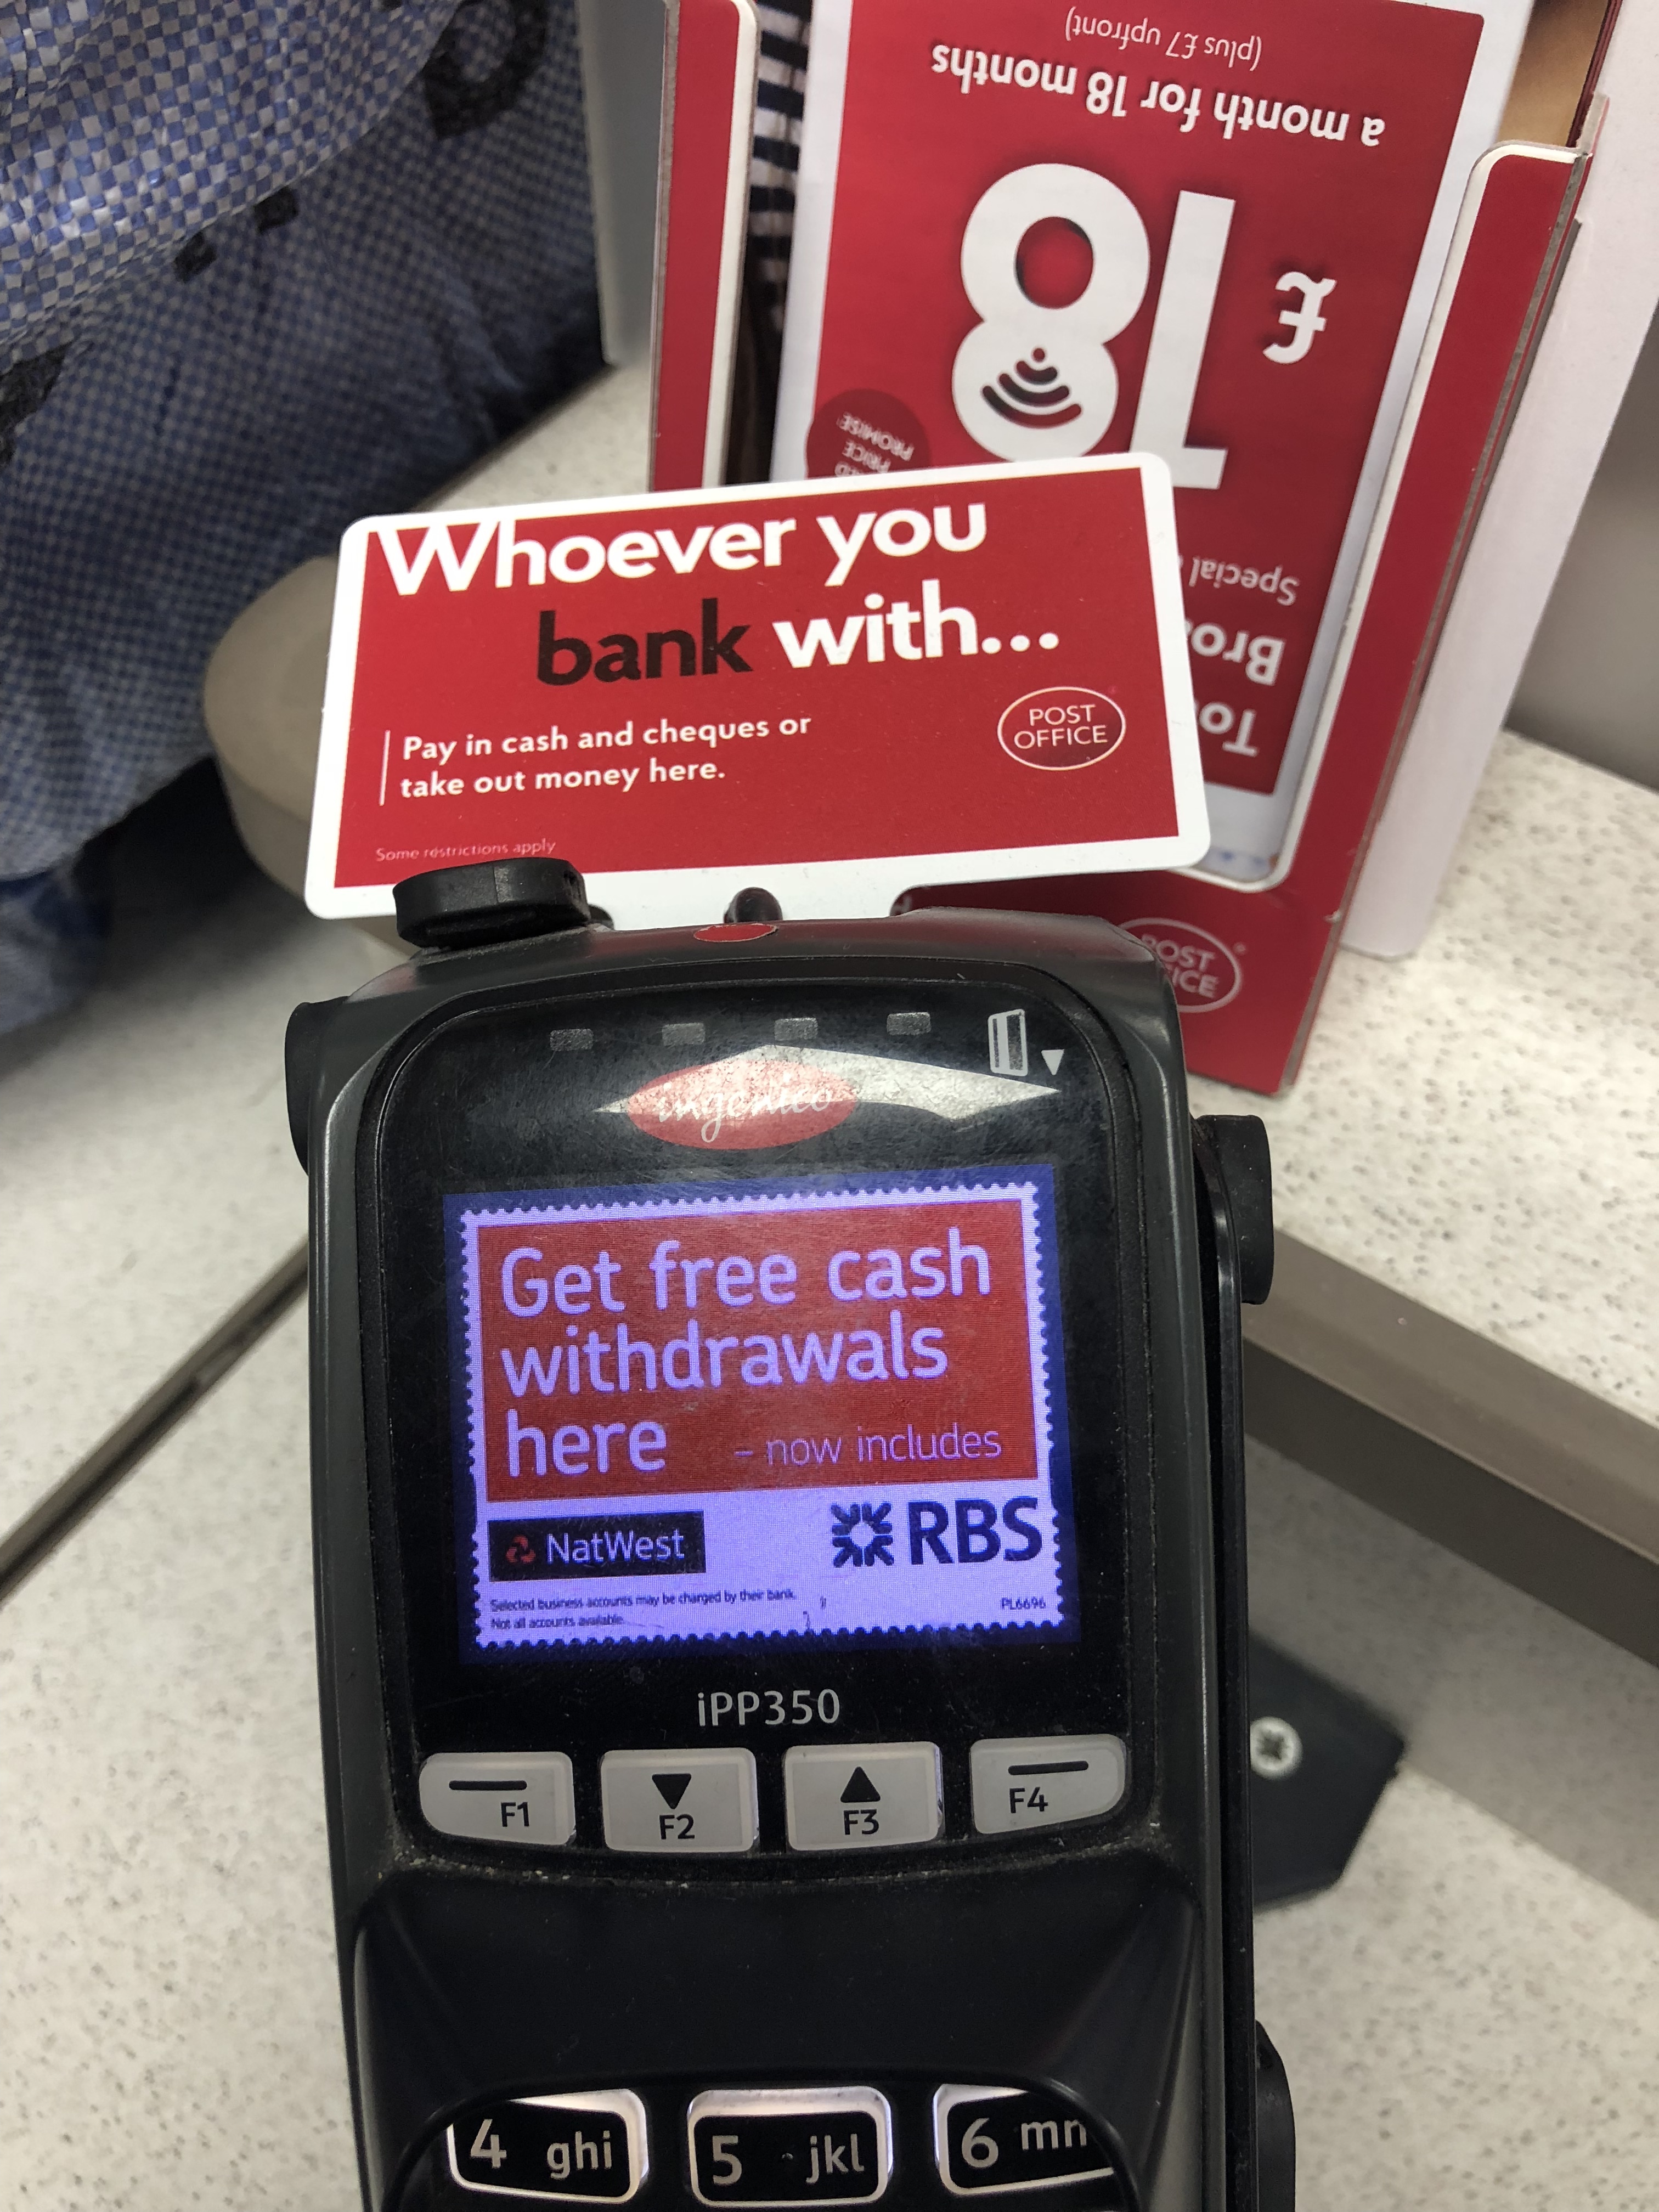 (plus £7 upfront)
a month for 18 months
£18
PROMISE
PRICE
Special
Whoever you
bank with...
Pay in cash and cheques or
take out money here.
POST
OFFICE
Some restrictions apply
POST
ingenico
Get free cash
withdrawals
here – now includes
NatWest
RBS
Selected business accounts may be charged by their bank.
Not all accounts available.
PL6696
iPP350
F1
F2
F3
F4
4 ghi
5 jkl
6 mn